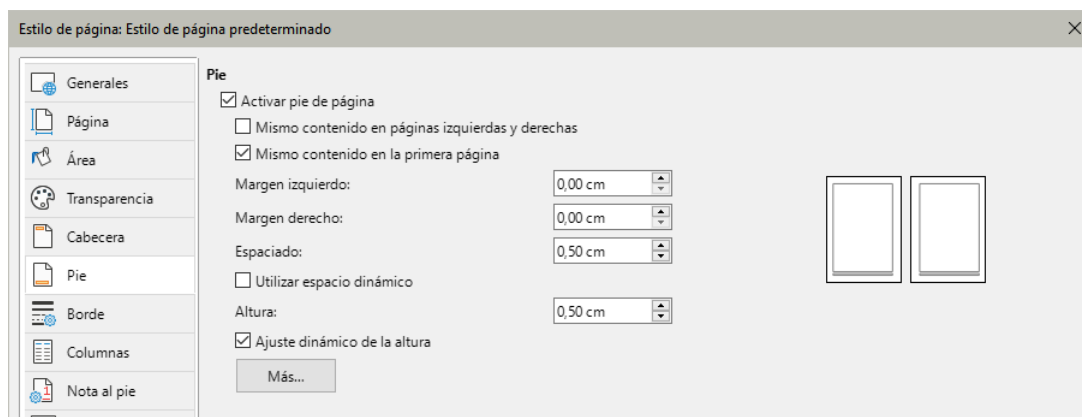 Estilo de página: Estilo de página predeterminado
Generales
Página
Área
Transparencia
Cabecera
Pie
Borde
Columnas
Nota al pie
Pie
Activar pie de página
Mismo contenido en páginas izquierdas y derechas
Mismo contenido en la primera página
Margen izquierdo: 0,00 cm
Margen derecho: 0,00 cm
Espaciado: 0,50 cm
Utilizar espacio dinámico
Altura: 0,50 cm
Ajuste dinámico de la altura
Más...